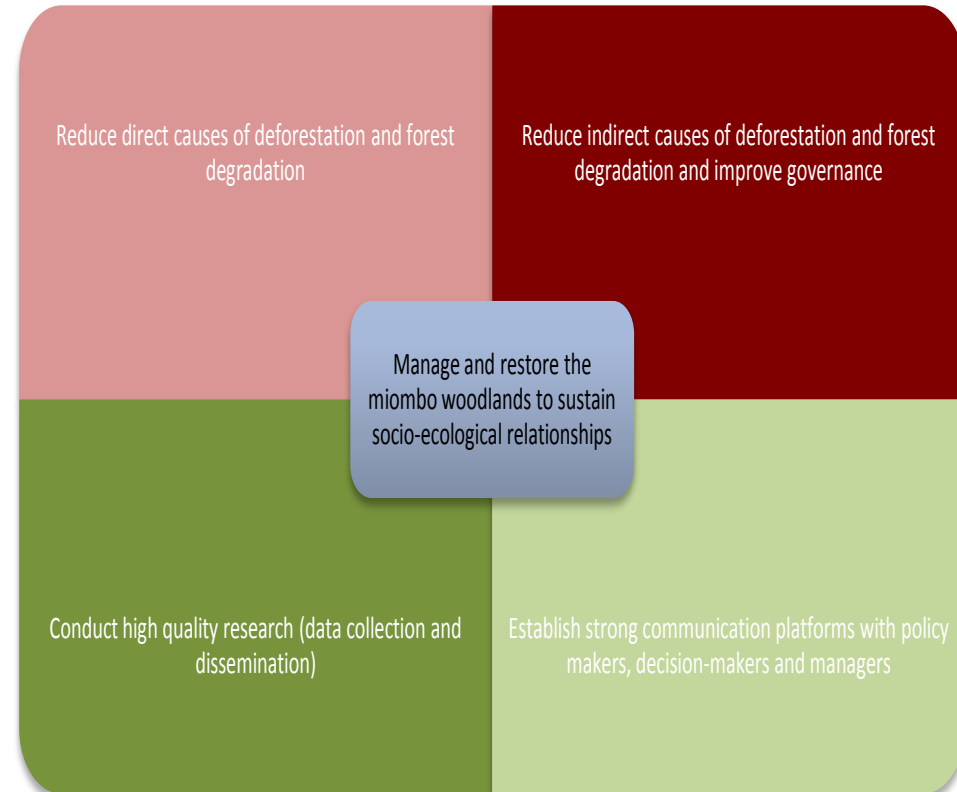 Reduce direct causes of deforestation and forest
degradation
Reduce indirect causes of deforestation and forest
degradation and improve governance
Manage and restore the
miombo woodlands to sustain
socio-ecological relationships
Conduct high quality research (data collection and
dissemination)
Establish strong communication platforms with policy
makers, decision-makers and managers